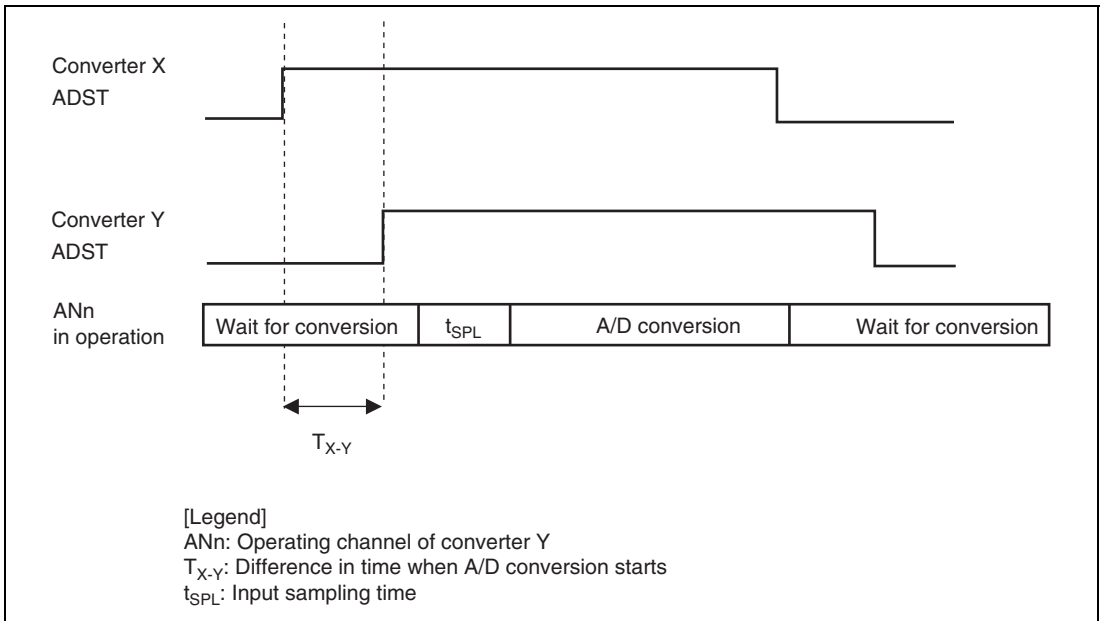 Converter X
ADST
Converter Y
ADST
ANn
in operation
Wait for conversion
tSPL
A/D conversion
Wait for conversion
TX-Y
[Legend]
ANn: Operating channel of converter Y
TX-Y: Difference in time when A/D conversion starts
tSPL: Input sampling time